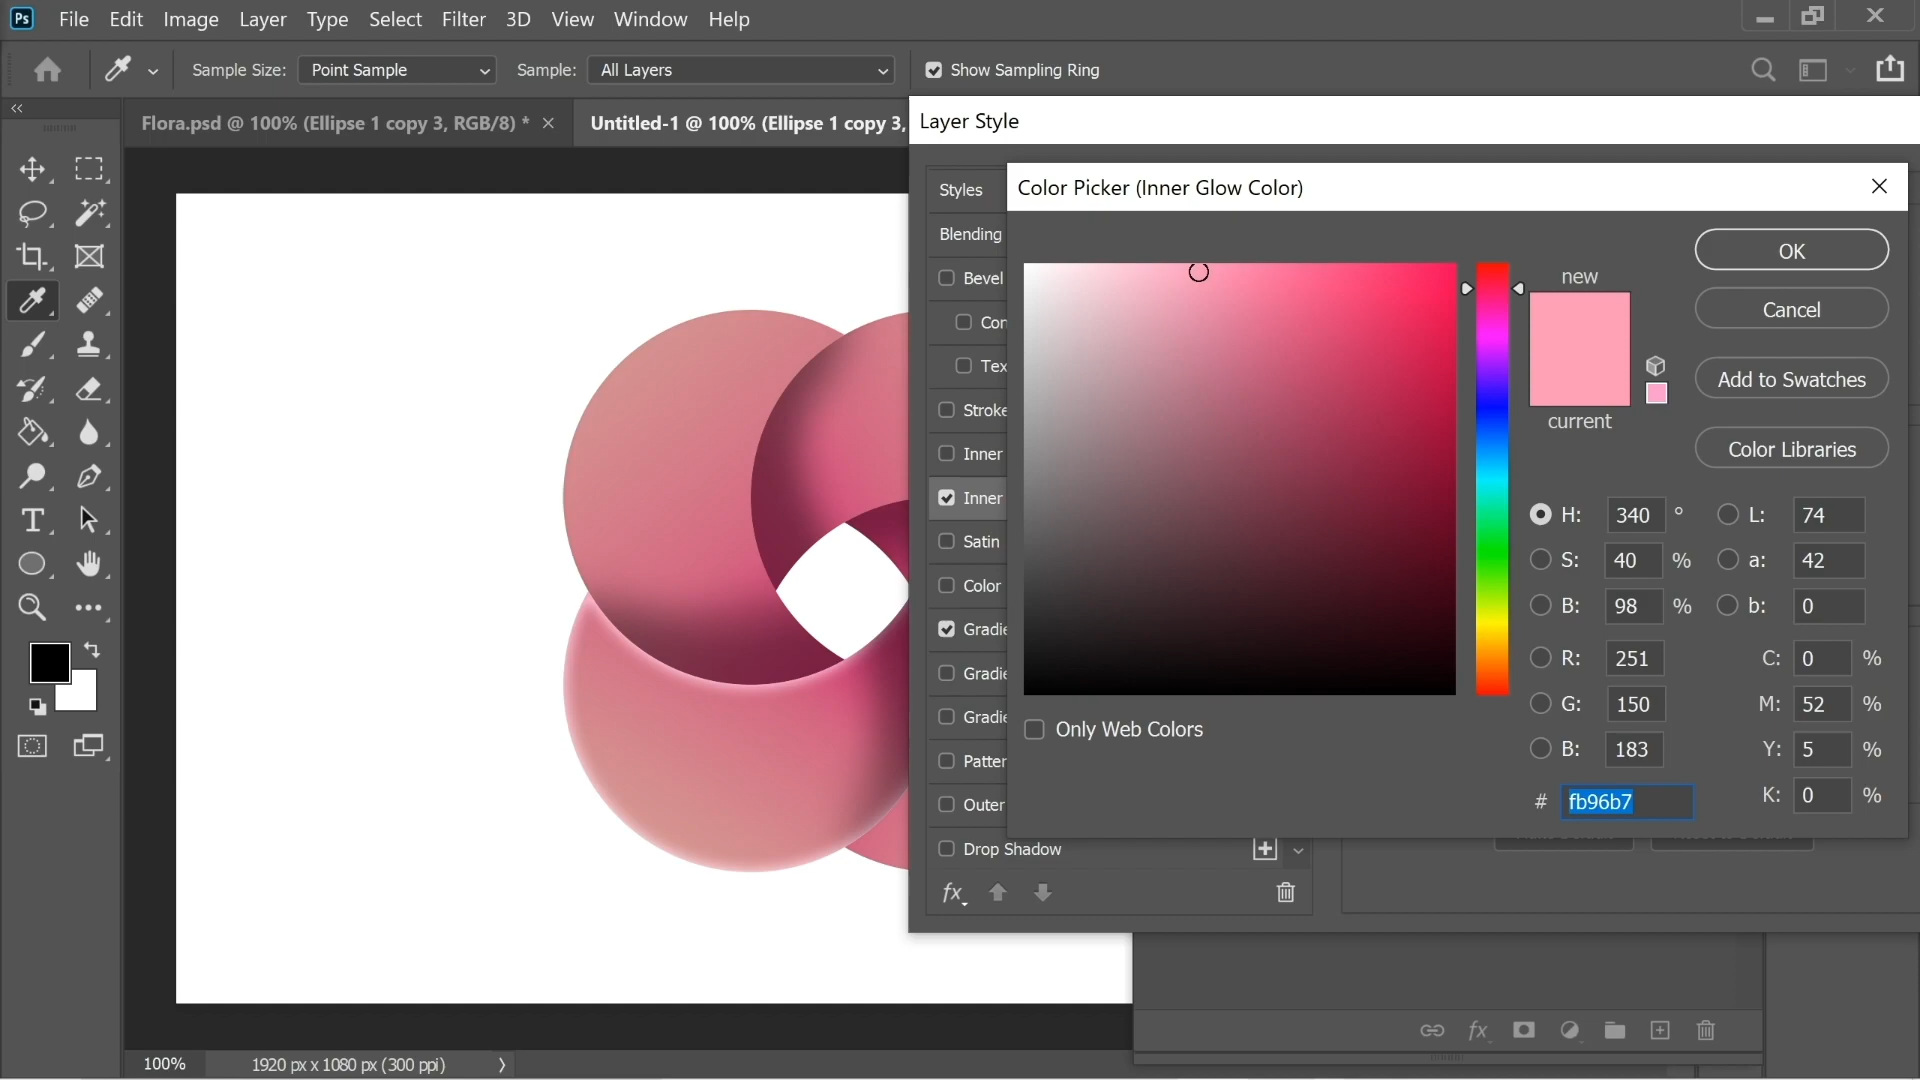 Ps File Edit Image Layer Type Select Filter 3D View Window Help
Sample Size: Point Sample Sample: All Layers Show Sampling Ring
Flora.psd @ 100% (Ellipse 1 copy 3, RGB/8) * Untitled-1 @ 100% (Ellipse 1 copy 3,
Layer Style
Styles
Blending
Bevel
Con
Tex
Stroke
Inner
Inner
Satin
Color
Gradie
Gradie
Gradie
Patter
Outer
Drop Shadow
fx
Color Picker (Inner Glow Color)
new
current
OK
Cancel
Add to Swatches
Color Libraries
H: 340 ° L: 74
S: 40 % a: 42
B: 98 % b: 0
R: 251 C: 0 %
G: 150 M: 52 %
B: 183 Y: 5 %
# fb96b7 K: 0 %
Only Web Colors
fx
100% 1920 px x 1080 px (300 ppi)